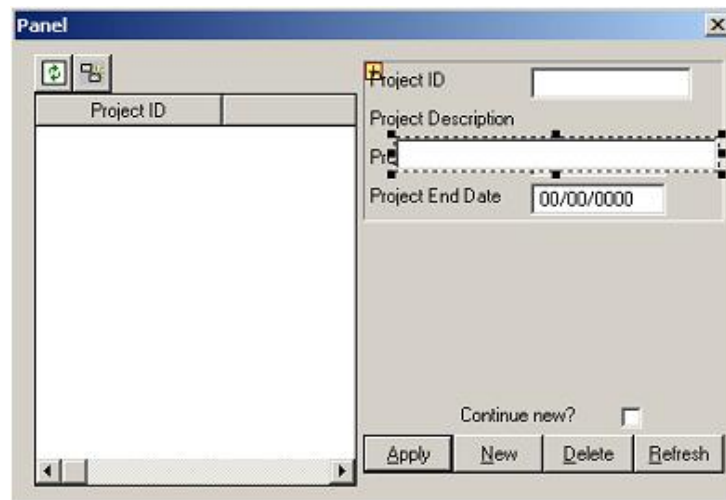 Panel
Project ID
Project ID
Project Description
Project End Date
00/00/0000
Continue new?
Apply
New
Delete
Refresh